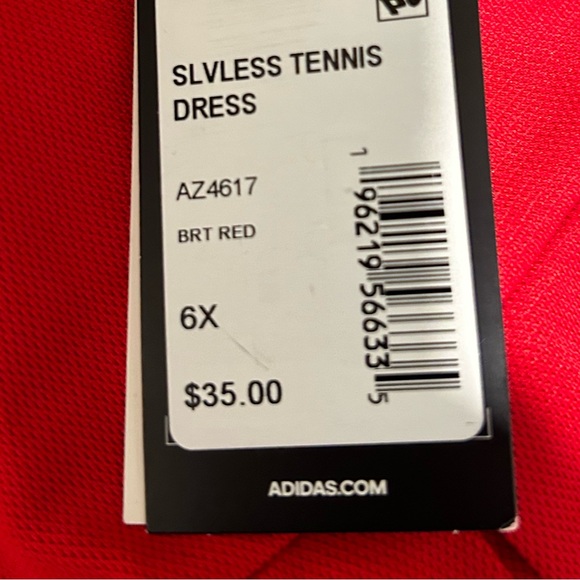 SLVLESS TENNIS
DRESS
AZ4617
BRT RED
6X
$35.00
1 96219 56633 5
ADIDAS.COM